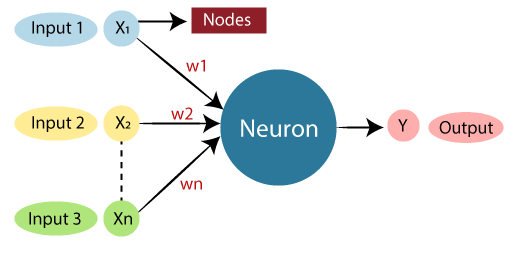 Input 1 X₁ Nodes
w1
Input 2 X₂ w2 Neuron Y Output
wn
Input 3 Xn